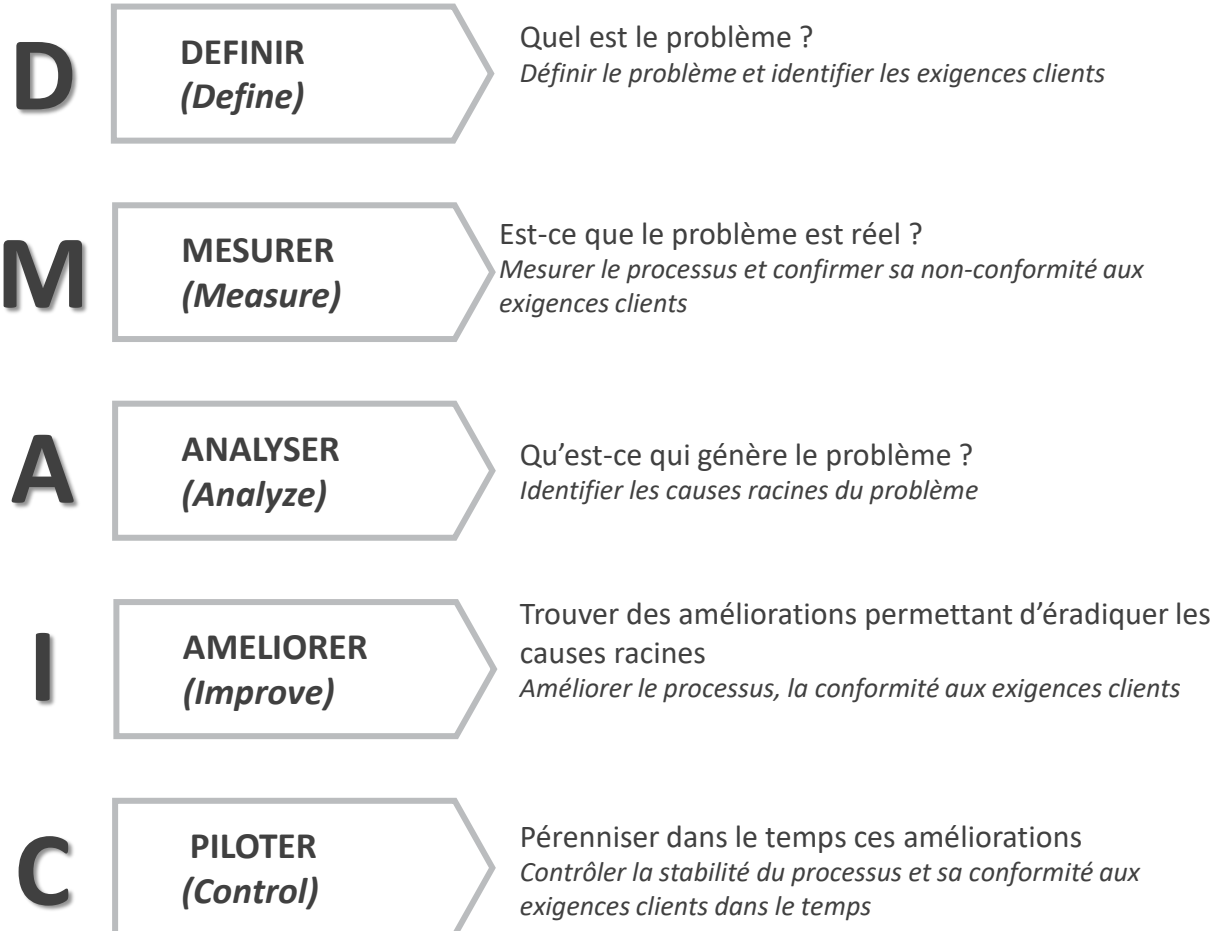 D
DEFINIR
(Define)
Quel est le problème ?
Définir le problème et identifier les exigences clients
M
MESURER
(Measure)
Est-ce que le problème est réel ?
Mesurer le processus et confirmer sa non-conformité aux
exigences clients
A
ANALYSER
(Analyze)
Qu’est-ce qui génère le problème ?
Identifier les causes racines du problème
I
AMELIORER
(Improve)
Trouver des améliorations permettant d’éradiquer les
causes racines
Améliorer le processus, la conformité aux exigences clients
C
PILOTER
(Control)
Pérenniser dans le temps ces améliorations
Contrôler la stabilité du processus et sa conformité aux
exigences clients dans le temps